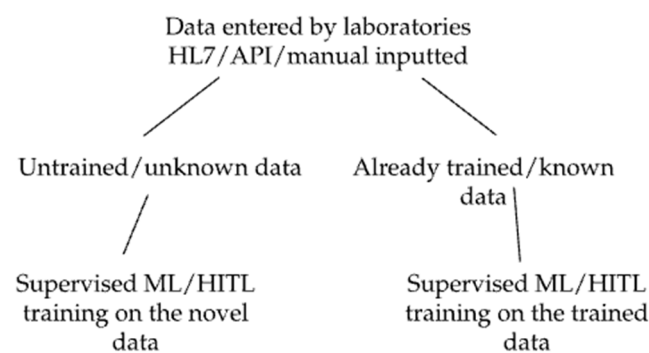 Data entered by laboratories
HL7/API/manual inputted
Untrained/unknown data
Already trained/known
data
Supervised ML/HITL
training on the novel
data
Supervised ML/HITL
training on the trained
data